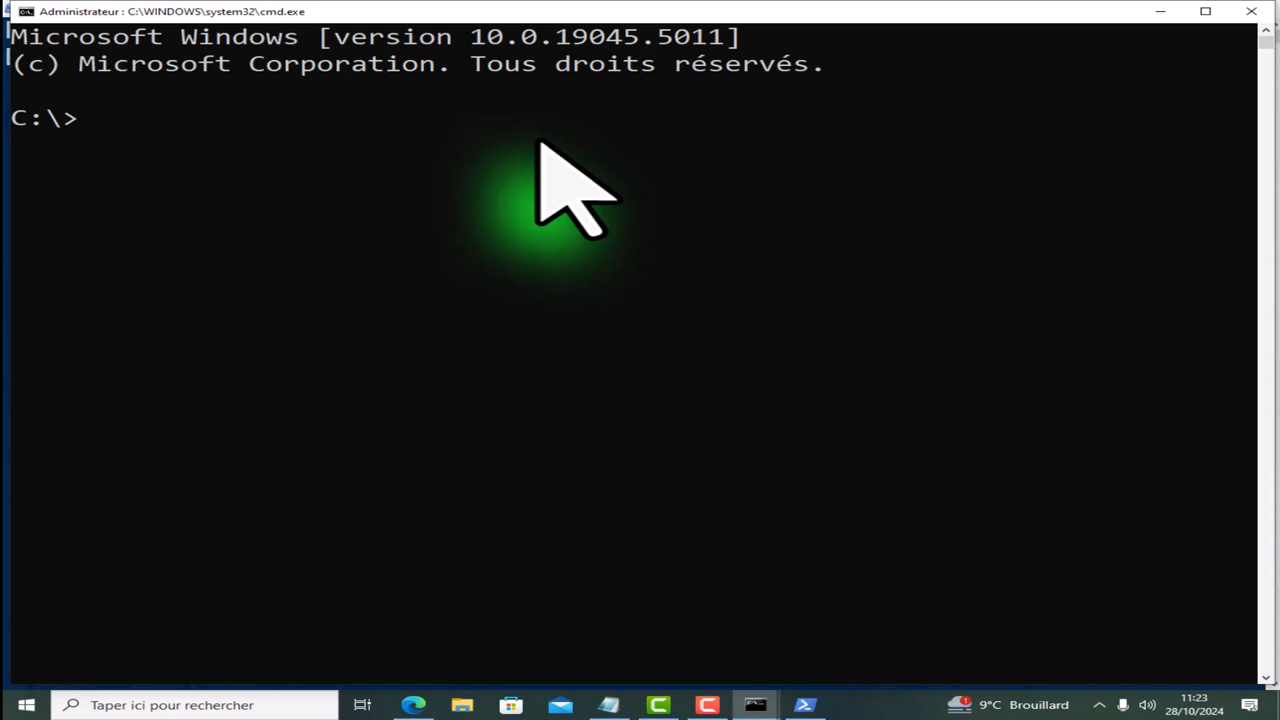 Administrateur : C:\WINDOWS\system32\cmd.exe
Microsoft Windows [version 10.0.19045.5011]
(c) Microsoft Corporation. Tous droits réservés.
C:\>
Taper ici pour rechercher
9°C Brouillard
11:23
28/10/2024